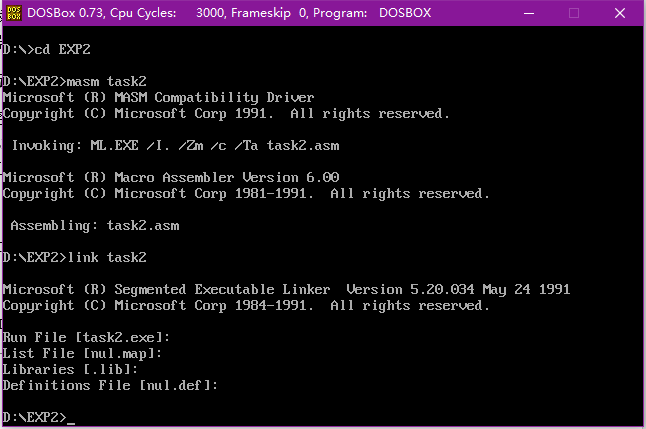 DOS
BOX
DOSBox 0.73, Cpu Cycles: 3000, Frameskip 0, Program: DOSBOX
D:\>cd EXP2
D:\EXP2>masm task2
Microsoft (R) MASM Compatibility Driver
Copyright (C) Microsoft Corp 1991. All rights reserved.
Invoking: ML.EXE /I. /Zm /c /Ta task2.asm
Microsoft (R) Macro Assembler Version 6.00
Copyright (C) Microsoft Corp 1981-1991. All rights reserved.
Assembling: task2.asm
D:\EXP2>link task2
Microsoft (R) Segmented Executable Linker Version 5.20.034 May 24 1991
Copyright (C) Microsoft Corp 1984-1991. All rights reserved.
Run File [task2.exe]:
List File [nul.map]:
Libraries [.lib]:
Definitions File [nul.def]:
D:\EXP2>_